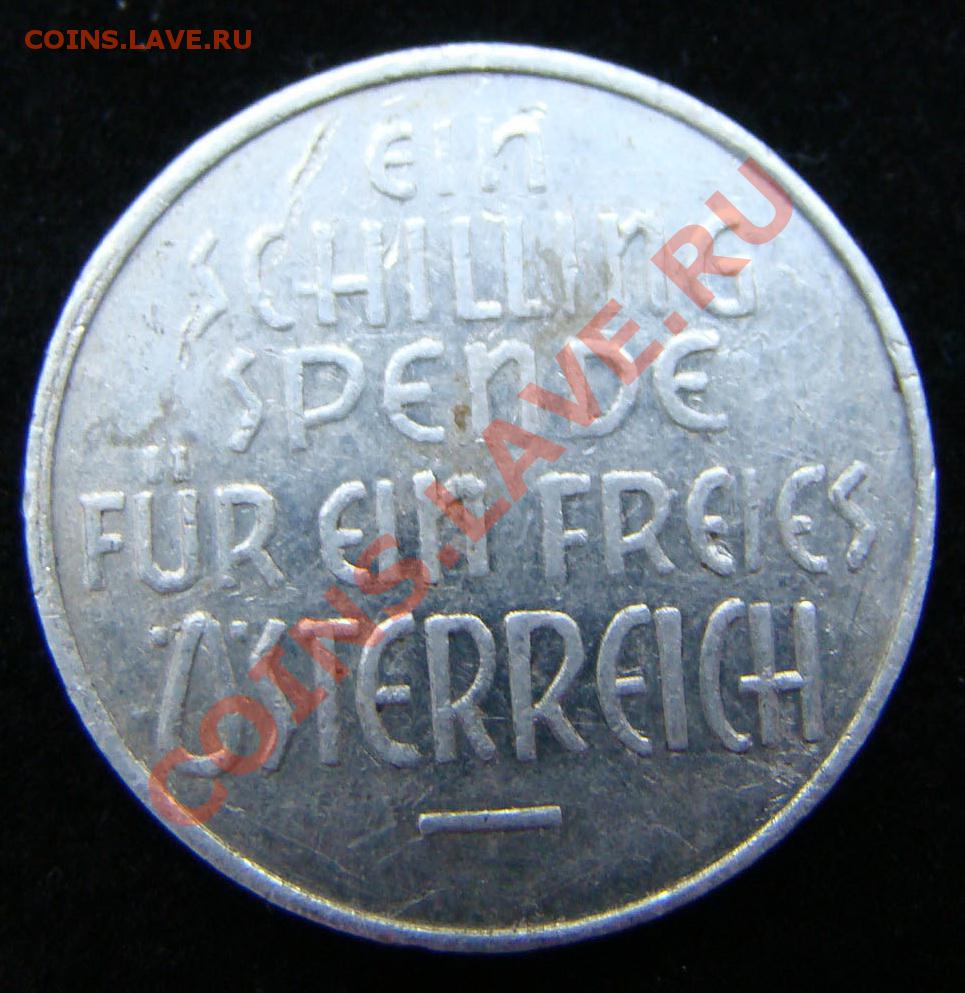 COINS.LAVE.RU
EIN
SCHILLING
SPENDE
FÜR EIN FREIES
ÖSTERREICH
COINS.LAVE.RU